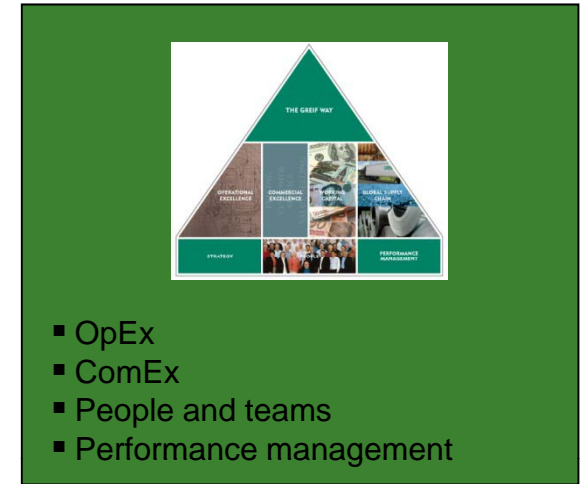 THE GREIF WAY
OPERATIONAL EXCELLENCE
COMMERCIAL EXCELLENCE
WORKING CAPITAL
GLOBAL SUPPLY CHAIN
STRATEGY
PEOPLE
PERFORMANCE MANAGEMENT
▪ OpEx
▪ ComEx
▪ People and teams
▪ Performance management